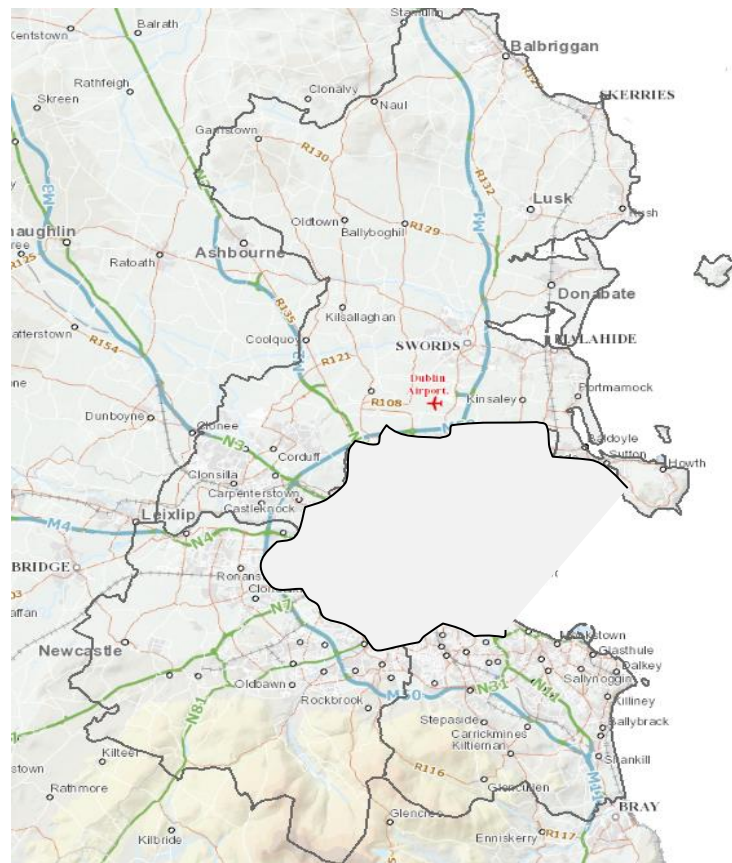 Stamullin
Balrath
Kentstown
Balbriggan
Rathfeigh
Clonalvy
SKERRIES
Skreen
Naul
Garristown
R130
R132
M3
N2
M1
Lusk
Rush
Oldtown
R129
Ballyboghil
Ashbourne
R125
Ratoath
Donabate
R135
Kilsallaghan
R154
Coolquoy
M2
SWORDS
MALAHIDE
R121
Dublin
Airport
R108
Kinsaley
Portmarnock
Dunboyne
Clonee
N3
Corduff
Baldoyle
Sutton
Howth
Clonsilla
Carpenterstown
Castleknock
Leixlip
M4
N4
BRIDGE
N7
Newcastle
Glasthule
Dalkey
Sallynoggin
N31
N11
Oldbawn
M50
Killiney
N81
Rockbrook
Stepaside
Ballybrack
Carrickmines
Kiltiernan
Kilteel
Shankill
R116
Rathmore
Glencullen
M11
BRAY
Glencree
Kilbride
Enniskerry
R117